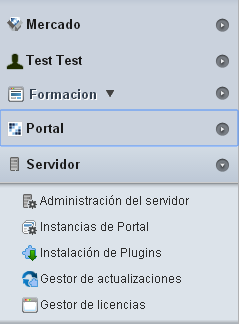 Mercado
Test Test
Formacion
Portal
Servidor
Administración del servidor
Instancias de Portal
Instalación de Plugins
Gestor de actualizaciones
Gestor de licencias